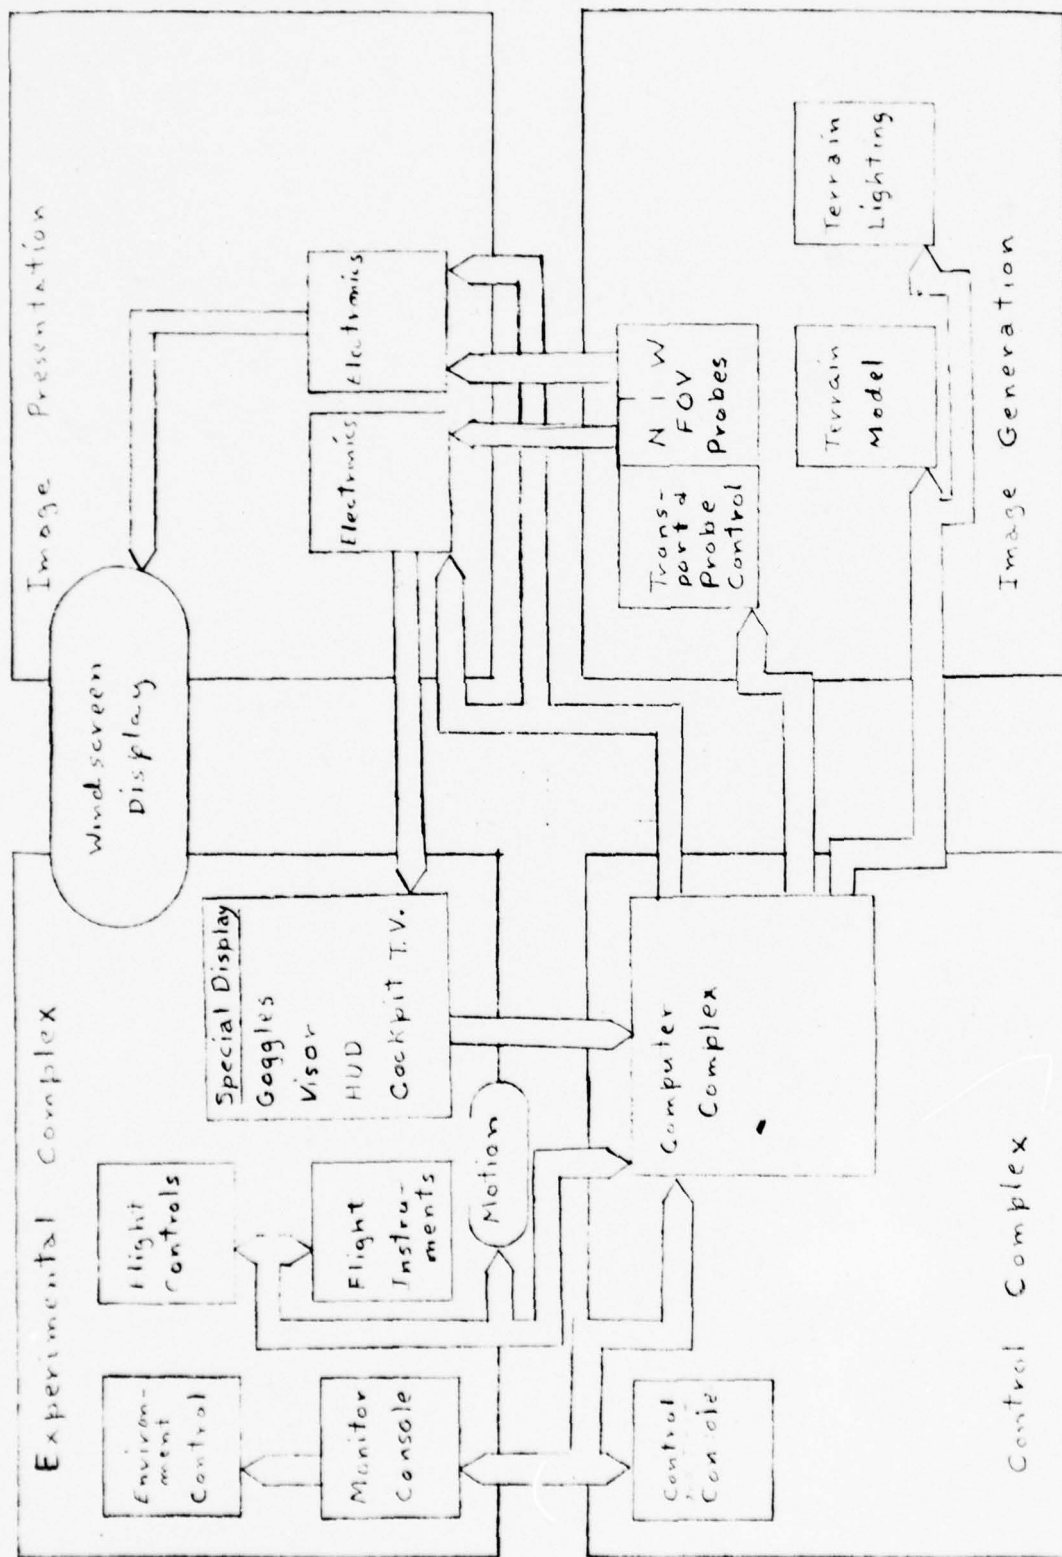 Experimental Complex
Environ-
ment
Control
Monitor
Console
Control
Console
Flight
Controls
Flight
Instru-
ments
Motion
Special Display
Goggles
Visor
HUD
Cockpit T.V.
Computer
Complex
Control Complex
Windscreen
Display
Image Presentation
Electronics
Electronics
Trans-
port &
Probe
Control
N I W
FOV
Probes
Terrain
Model
Terrain
Lighting
Image Generation